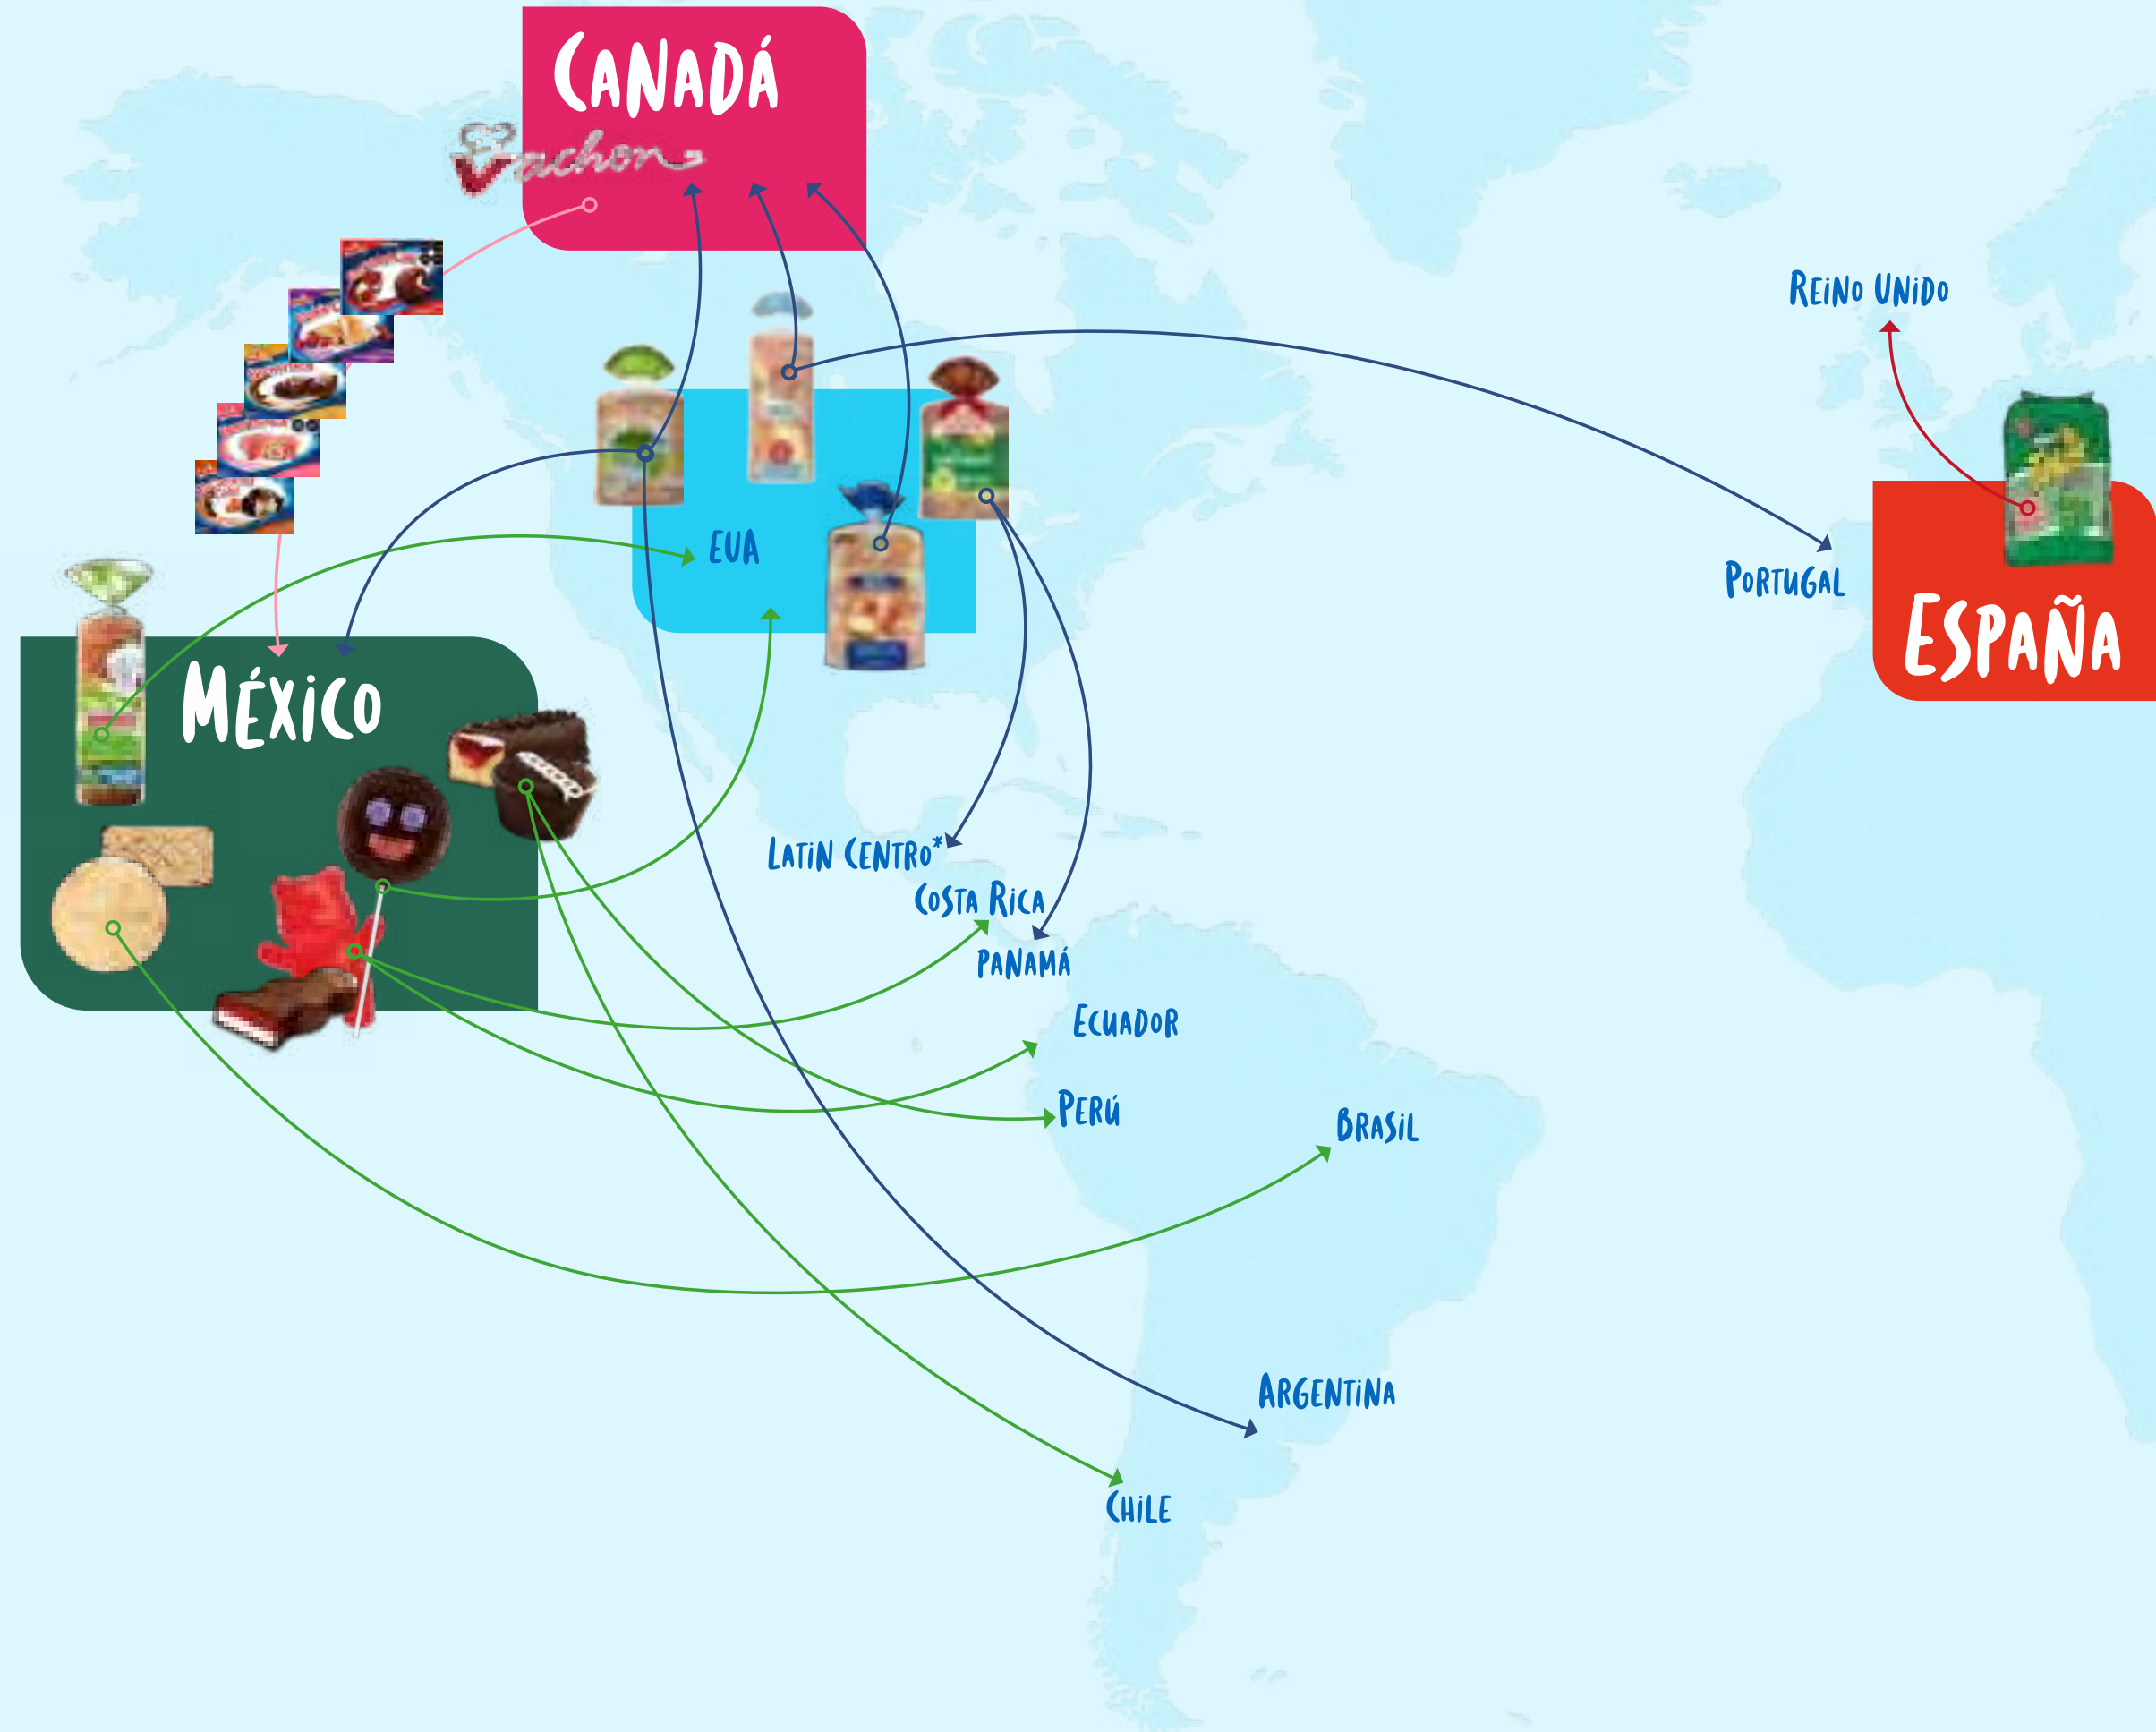 CANADÁ
Vachon
REINO UNIDO
EUA
PORTUGAL
ESPAÑA
MÉXICO
LATIN CENTRO*
COSTA RICA
PANAMÁ
ECUADOR
PERÚ
BRASIL
ARGENTINA
CHILE